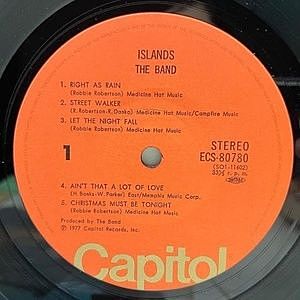 ISLANDS
THE BAND
1. RIGHT AS RAIN
(Robbie Robertson) Medicine Hat Music
2. STREET WALKER
(R.Robertson-R.Danko) Medicine Hat Music/Campfire Music
3. LET THE NIGHT FALL
(Robbie Robertson) Medicine Hat Music
1
STEREO
ECS-80780
(SO1-11602)
33⅓ r. p. m.
4. AIN'T THAT A LOT OF LOVE
(H.Banks-W.Parker) East/Memphis Music Corp.
5. CHRISTMAS MUST BE TONIGHT
(Robbie Robertson) Medicine Hat Music
Produced by The Band
Ⓟ 1977 Capitol Records, Inc.
Capitol